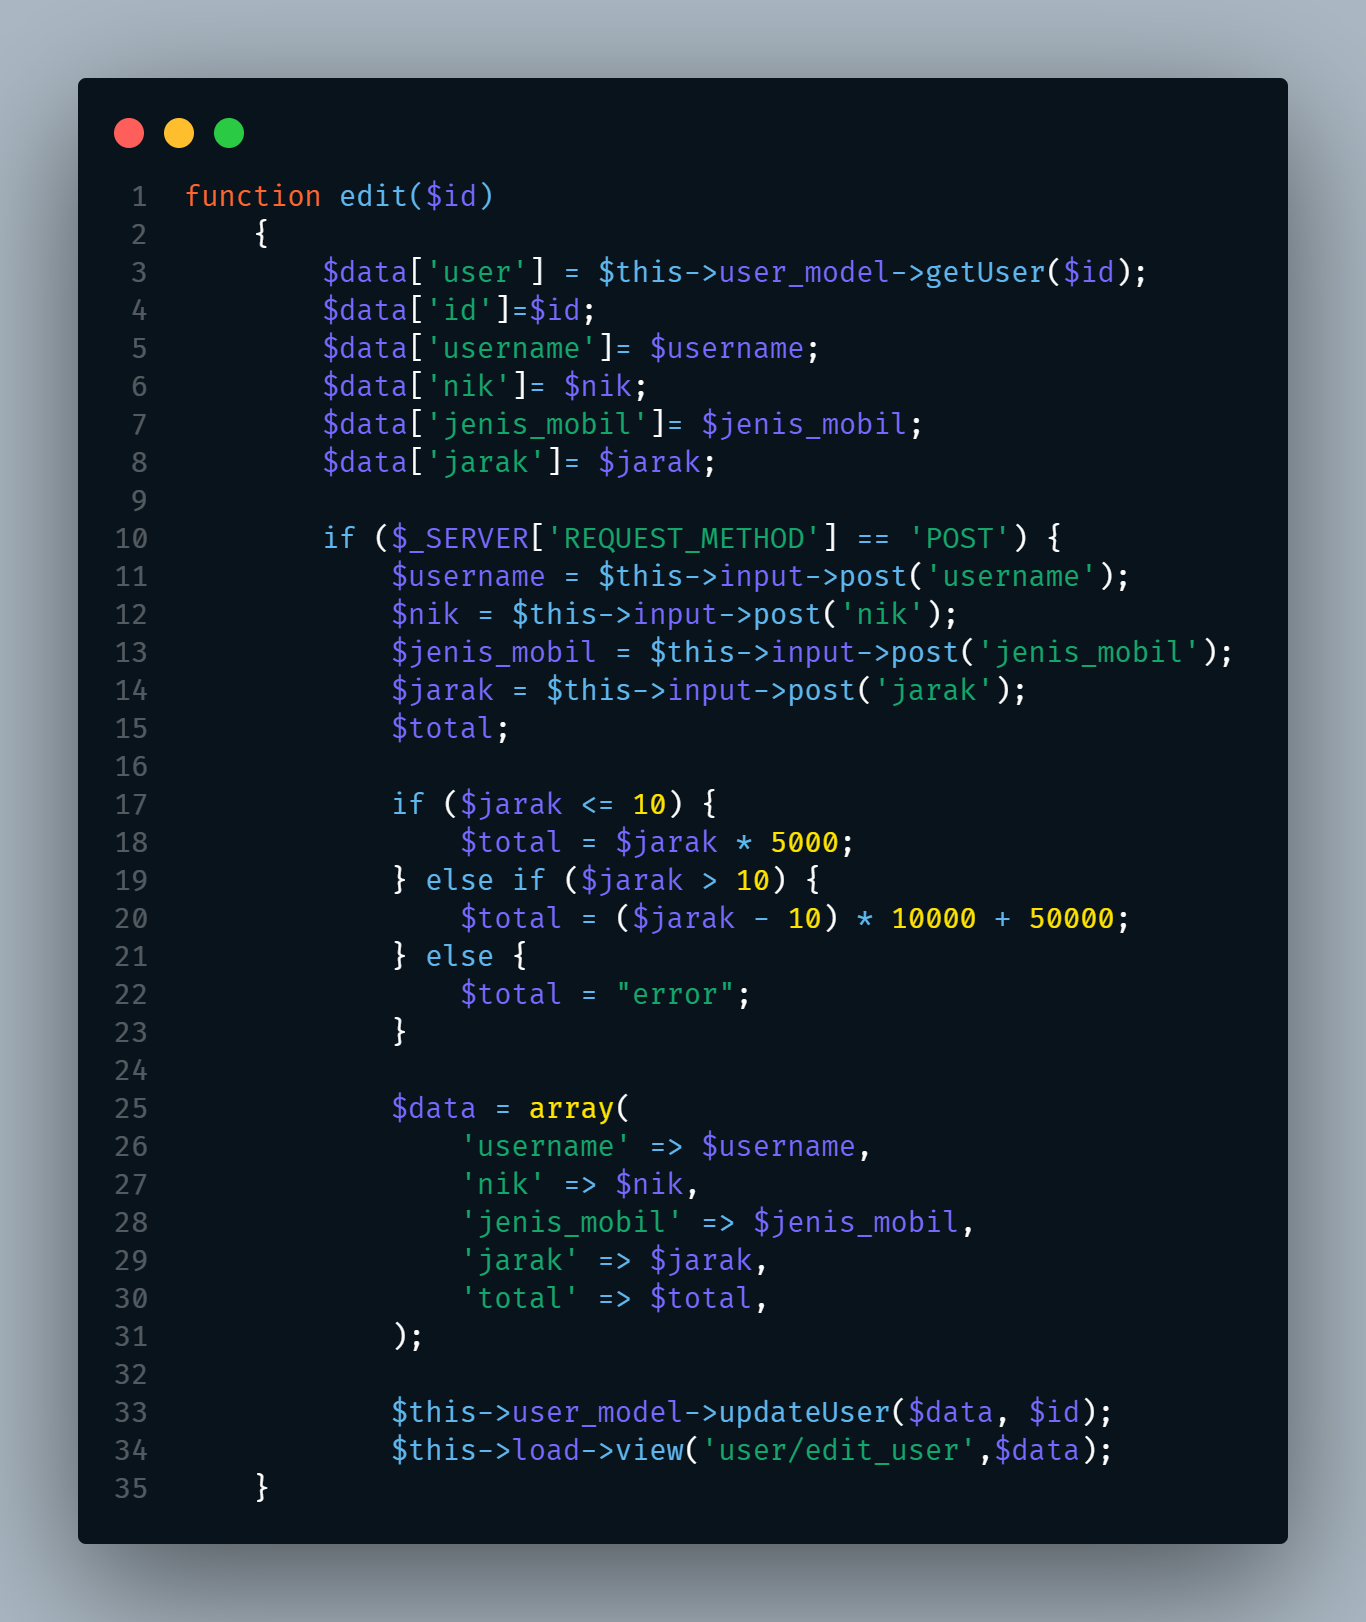 1 function edit($id)
2     {
3         $data['user'] = $this->user_model->getUser($id);
4         $data['id']=$id;
5         $data['username']= $username;
6         $data['nik']= $nik;
7         $data['jenis_mobil']= $jenis_mobil;
8         $data['jarak']= $jarak;
9
10         if ($_SERVER['REQUEST_METHOD'] == 'POST') {
11             $username = $this->input->post('username');
12             $nik = $this->input->post('nik');
13             $jenis_mobil = $this->input->post('jenis_mobil');
14             $jarak = $this->input->post('jarak');
15             $total;
16
17             if ($jarak <= 10) {
18                 $total = $jarak * 5000;
19             } else if ($jarak > 10) {
20                 $total = ($jarak - 10) * 10000 + 50000;
21             } else {
22                 $total = "error";
23             }
24
25             $data = array(
26                 'username' => $username,
27                 'nik' => $nik,
28                 'jenis_mobil' => $jenis_mobil,
29                 'jarak' => $jarak,
30                 'total' => $total,
31             );
32
33             $this->user_model->updateUser($data, $id);
34             $this->load->view('user/edit_user',$data);
35     }